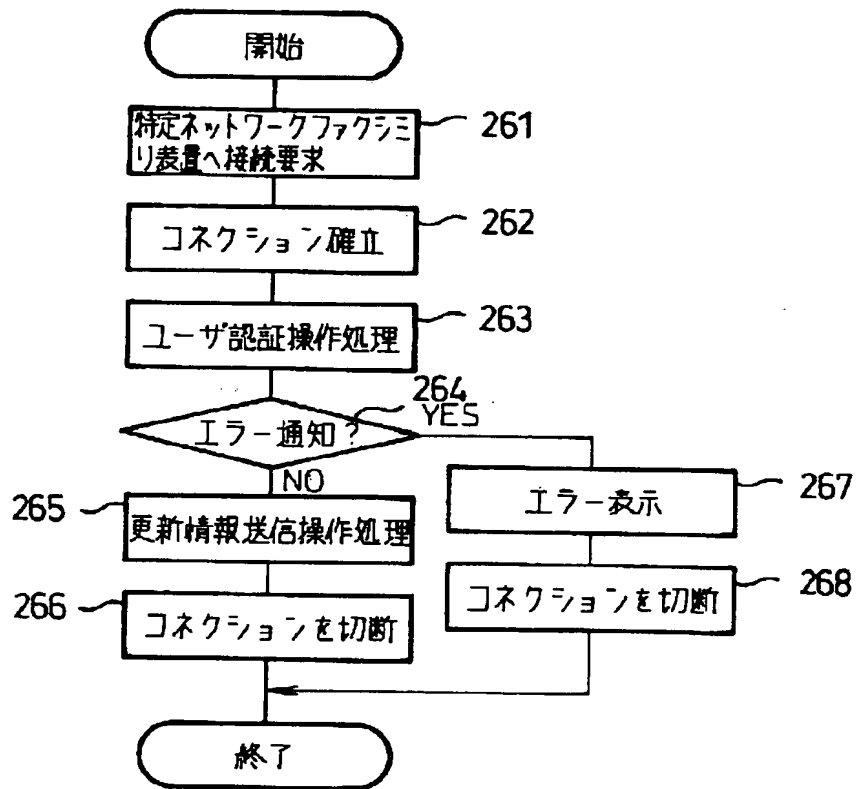 開始
特定ネットワークファクシミ
リ装置へ接続要求
261
コネクション確立
262
ユーザ認証操作処理
263
264
エラー通知?
YES
NO
265
更新情報送信操作処理
エラー表示
267
266
コネクションを切断
コネクションを切断
268
終了